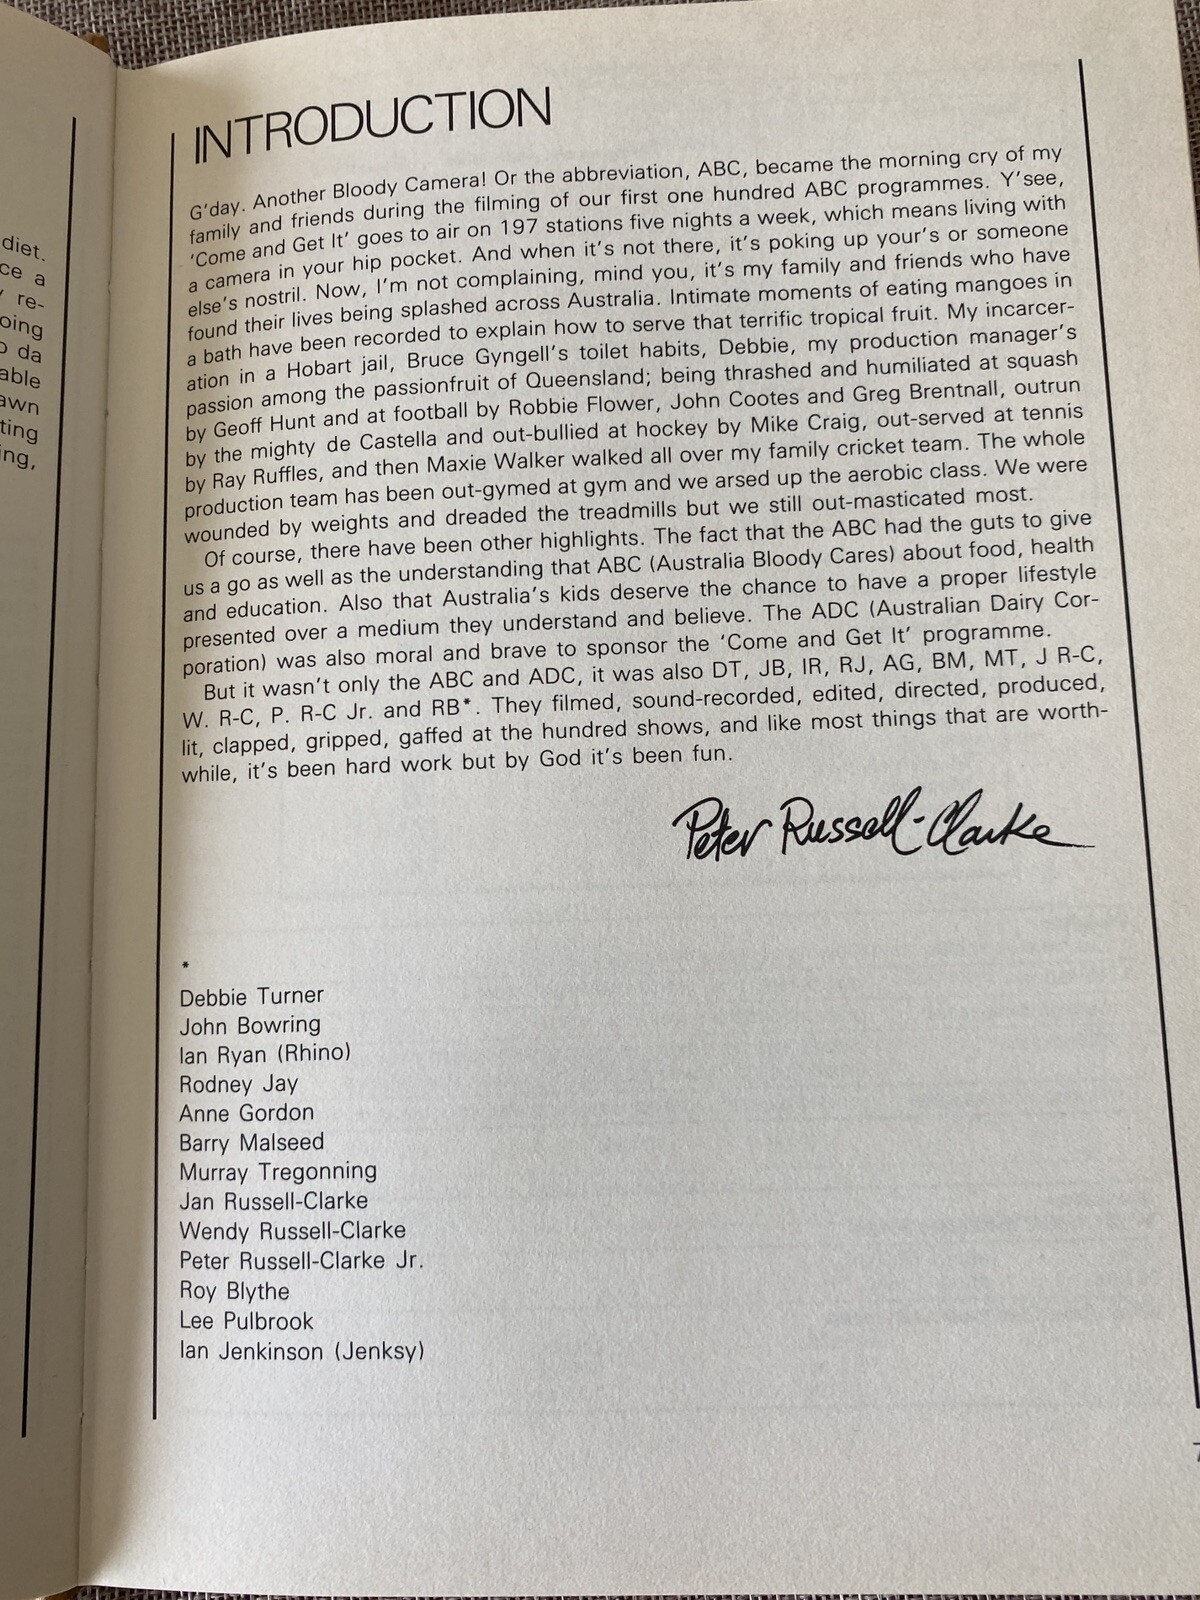 diet.
ce a
re-
oing
o da
able
awn
ting
ing,
INTRODUCTION
G'day. Another Bloody Camera! Or the abbreviation, ABC, became the morning cry of my
family and friends during the filming of our first one hundred ABC programmes. Y'see,
'Come and Get It' goes to air on 197 stations five nights a week, which means living with
a camera in your hip pocket. And when it's not there, it's poking up your's or someone
else's nostril. Now, I'm not complaining, mind you, it's my family and friends who have
found their lives being splashed across Australia. Intimate moments of eating mangoes in
a bath have been recorded to explain how to serve that terrific tropical fruit. My incarcer-
ation in a Hobart jail, Bruce Gyngell's toilet habits, Debbie, my production manager's
passion among the passionfruit of Queensland; being thrashed and humiliated at squash
by Geoff Hunt and at football by Robbie Flower, John Cootes and Greg Brentnall, outrun
by the mighty de Castella and out-bullied at hockey by Mike Craig, out-served at tennis
by Ray Ruffles, and then Maxie Walker walked all over my family cricket team. The whole
production team has been out-gymed at gym and we arsed up the aerobic class. We were
wounded by weights and dreaded the treadmills but we still out-masticated most.
Of course, there have been other highlights. The fact that the ABC had the guts to give
us a go as well as the understanding that ABC (Australia Bloody Cares) about food, health
and education. Also that Australia's kids deserve the chance to have a proper lifestyle
presented over a medium they understand and believe. The ADC (Australian Dairy Cor-
poration) was also moral and brave to sponsor the 'Come and Get It' programme.
But it wasn't only the ABC and ADC, it was also DT, JB, IR, RJ, AG, BM, MT, J R-C,
W. R-C, P. R-C Jr. and RB*. They filmed, sound-recorded, edited, directed, produced,
lit, clapped, gripped, gaffed at the hundred shows, and like most things that are worth-
while, it's been hard work but by God it's been fun.
Peter Russell-Clarke
*
Debbie Turner
John Bowring
Ian Ryan (Rhino)
Rodney Jay
Anne Gordon
Barry Malseed
Murray Tregonning
Jan Russell-Clarke
Wendy Russell-Clarke
Peter Russell-Clarke Jr.
Roy Blythe
Lee Pulbrook
Ian Jenkinson (Jenksy)
7